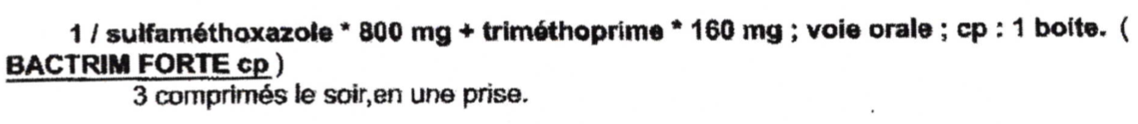 1 / sulfaméthoxazole * 800 mg + triméthoprime * 160 mg ; voie orale ; cp : 1 boite. (
BACTRIM FORTE cp )
3 comprimés le soir,en une prise.